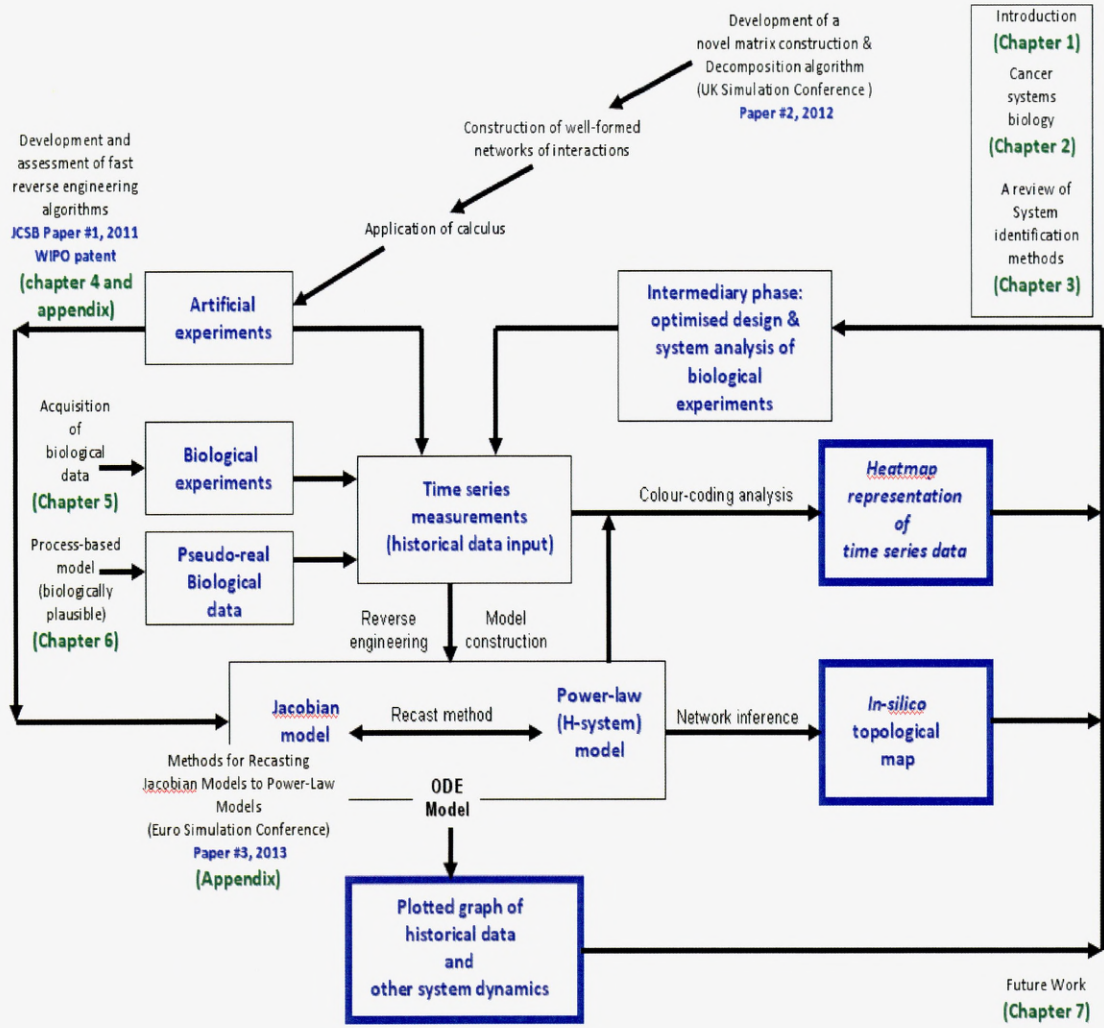 Development of a
novel matrix construction &
Decomposition algorithm
(UK Simulation Conference )
Paper #2, 2012
Introduction
(Chapter 1)
Cancer
systems
biology
(Chapter 2)
A review of
System
identification
methods
(Chapter 3)
Construction of well-formed
networks of interactions
Application of calculus
Development and
assessment of fast
reverse engineering
algorithms
JCSB Paper #1, 2011
WIPO patent
(chapter 4 and
appendix)
Artificial
experiments
Intermediary phase:
optimised design &
system analysis of
biological
experiments
Acquisition
of
biological
data
(Chapter 5)
Biological
experiments
Process-based
model
(biologically
plausible)
(Chapter 6)
Pseudo-real
Biological
data
Time series
measurements
(historical data input)
Colour-coding analysis
Heatmap
representation
of
time series data
Reverse
engineering
Model
construction
Jacobian
model
Recast method
Power-law
(H-system)
model
Network inference
In-silico
topological
map
Methods for Recasting
Jacobian Models to Power-Law
Models
(Euro Simulation Conference)
Paper #3, 2013
(Appendix)
ODE
Model
Plotted graph of
historical data
and
other system dynamics
Future Work
(Chapter 7)